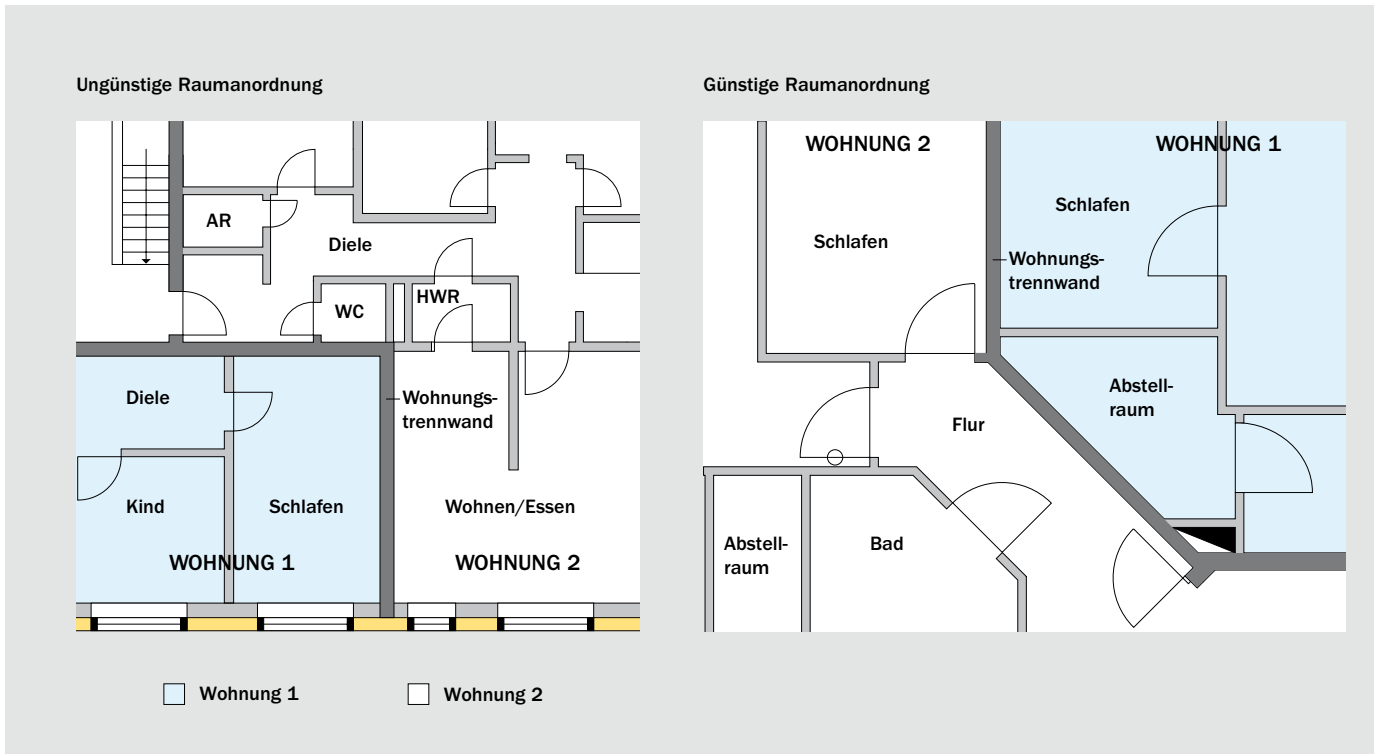 Ungünstige Raumanordnung
AR
Diele
WC
HWR
Diele
Wohnungs-
trennwand
Kind
Schlafen
Wohnen/Essen
WOHNUNG 1
WOHNUNG 2
Günstige Raumanordnung
WOHNUNG 2
WOHNUNG 1
Schlafen
Schlafen
Wohnungs-
trennwand
Abstell-
raum
Flur
Abstell-
raum
Bad
Wohnung 1
Wohnung 2